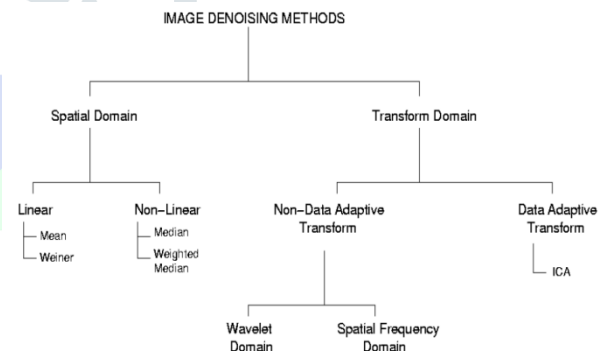 IMAGE DENOISING METHODS
Spatial Domain
Transform Domain
Linear
Mean
Weiner
Non-Linear
Median
Weighted
Median
Non-Data Adaptive
Transform
Wavelet
Domain
Spatial Frequency
Domain
Data Adaptive
Transform
ICA